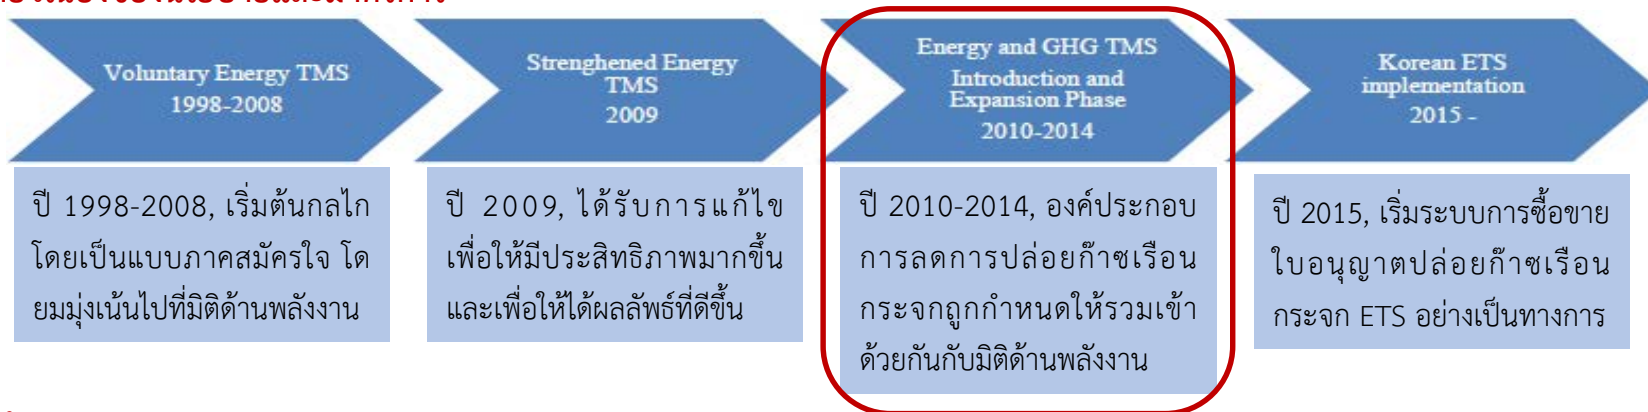 Voluntary Energy TMS
1998-2008
Strenghened Energy
TMS
2009
Energy and GHG TMS
Introduction and
Expansion Phase
2010-2014
Korean ETS
implementation
2015 -
ปี 1998-2008, เริ่มต้นกลไก
โดยเป็นแบบภาคสมัครใจ โด
ยมมุ่งเน้นไปที่มิติด้านพลังงาน
ปี 2009, ได้รับการแก้ไข
เพื่อให้มีประสิทธิภาพมากขึ้น
และเพื่อให้ได้ผลลัพธ์ที่ดีขึ้น
ปี 2010-2014, องค์ประกอบ
การลดการปล่อยก๊าซเรือน
กระจกถูกกำหนดให้รวมเข้า
ด้วยกันกับมิติด้านพลังงาน
ปี 2015, เริ่มระบบการซื้อขาย
ใบอนุญาตปล่อยก๊าซเรือน
กระจก ETS อย่างเป็นทางการ